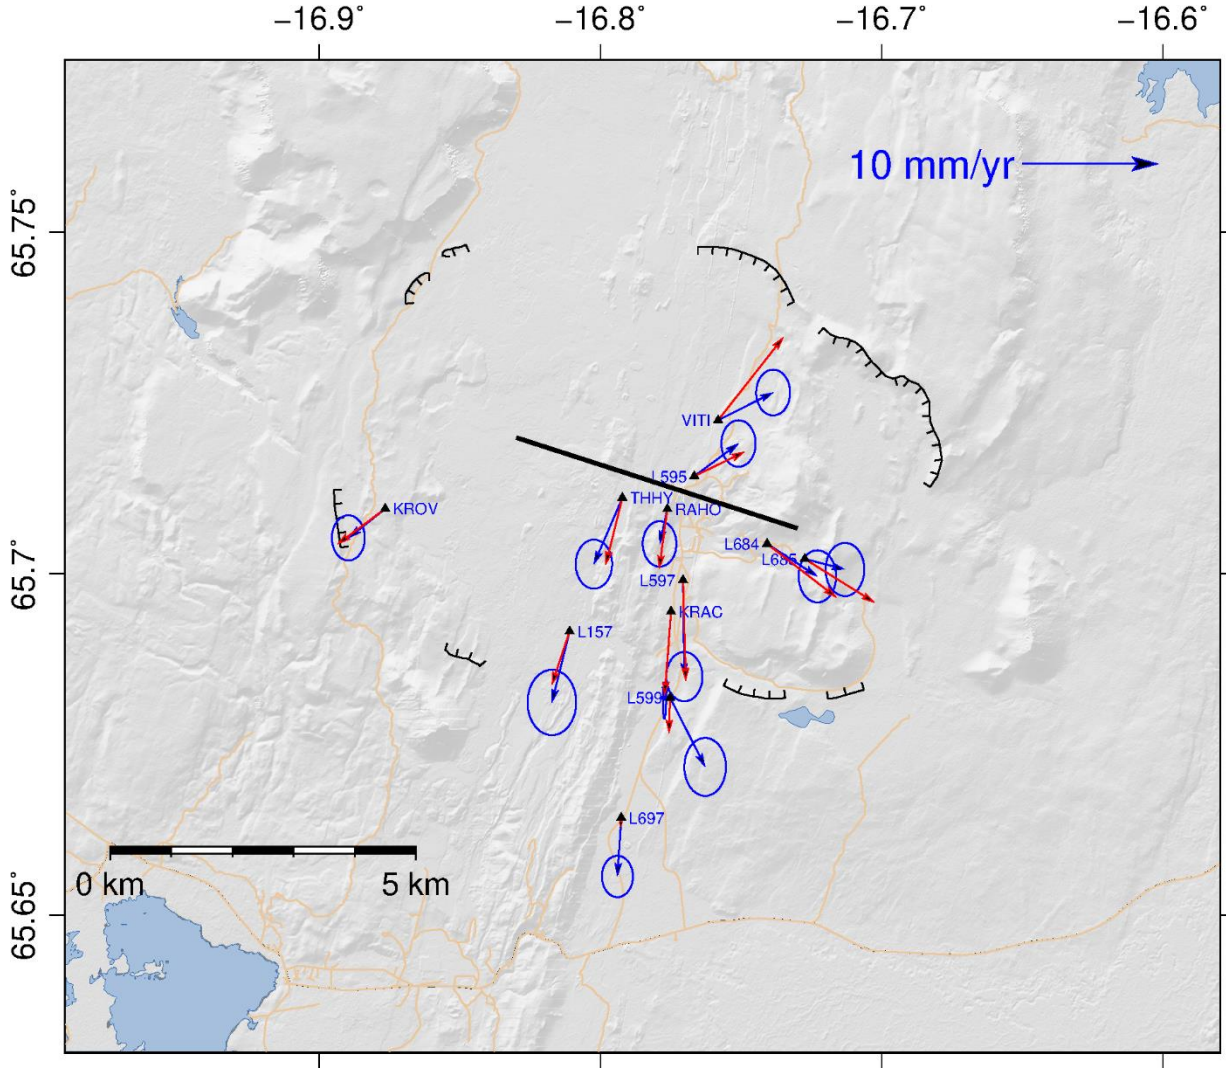 −16.9˚ −16.8˚ −16.7˚ −16.6˚
10 mm/yr
65.75˚
VITI
L595
THHY
RAHO
KROV
L684
L685
65.7˚
L597
KRAC
L157
L599
L697
0 km 5 km
65.65˚